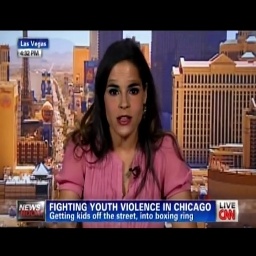 Las Vegas
4:32 PM
FIGHTING YOUTH VIOLENCE IN CHICAGO
Getting kids off the street, into boxing ring
NEWS
LIVE
CNN